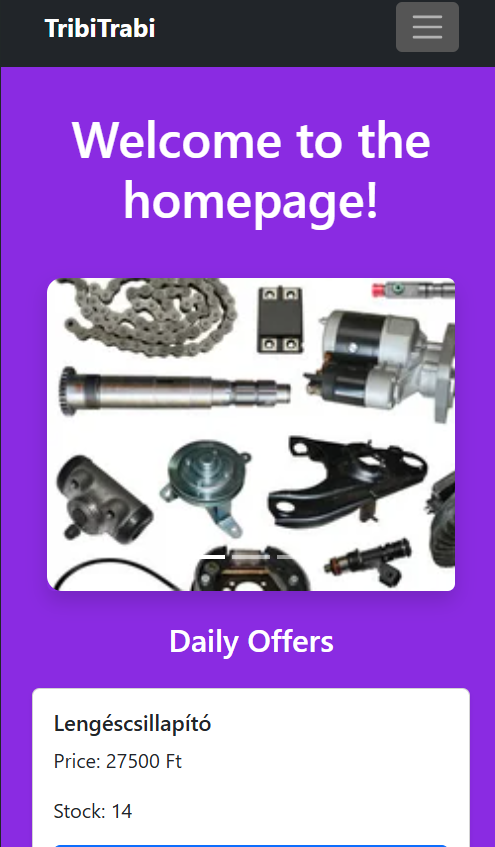 TribiTrabi
Welcome to the
homepage!
Daily Offers
Lengéscsillapító
Price: 27500 Ft
Stock: 14